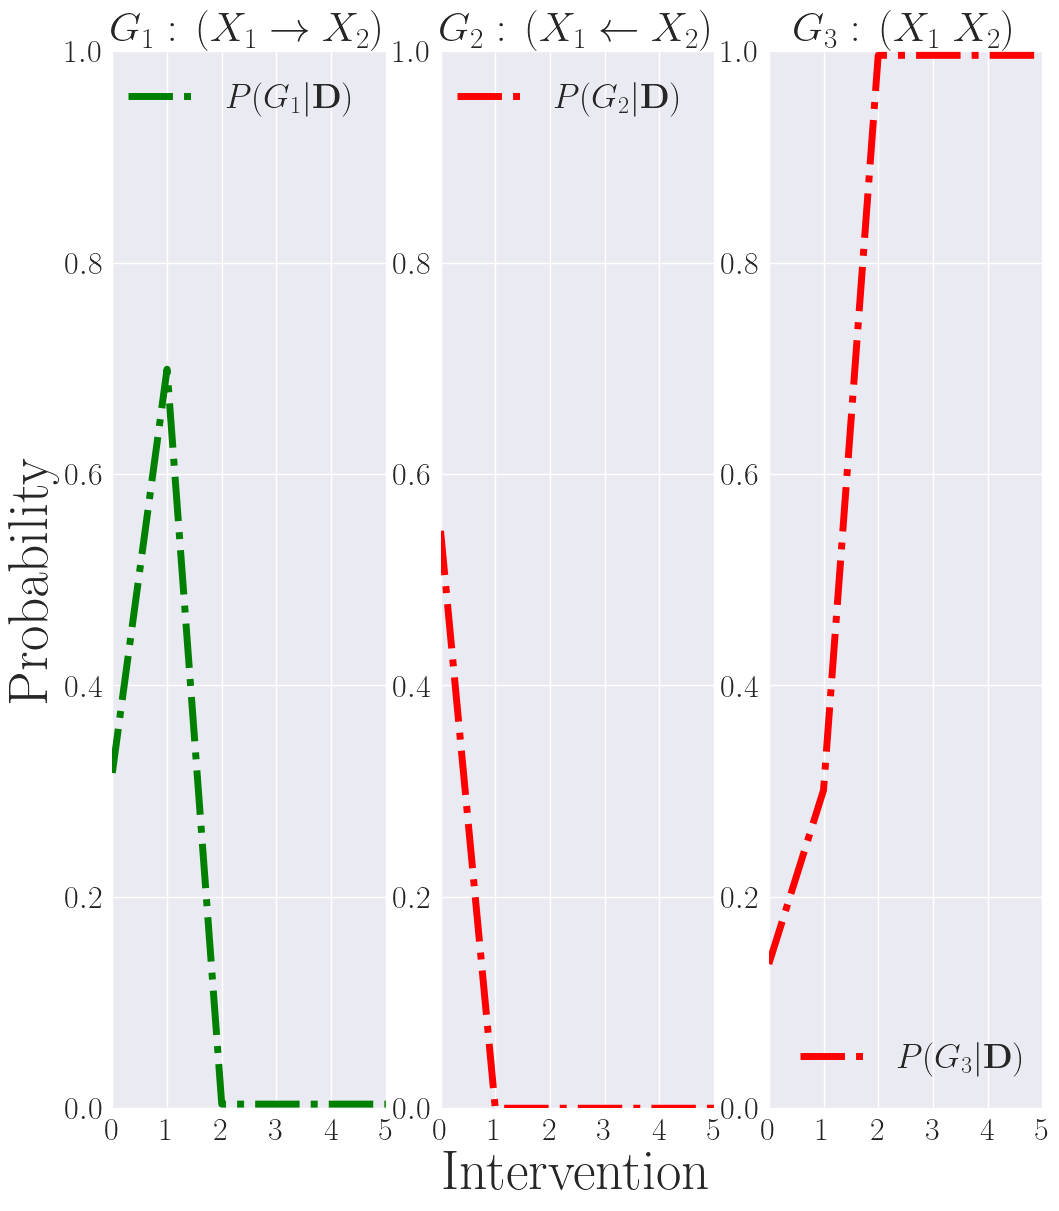 G₁ : (X₁ → X₂) G₂ : (X₁ ← X₂) G₃ : (X₁ X₂)
P(G₁|D) P(G₂|D) P(G₃|D)
1.0 1.0 1.0
0.8 0.8 0.8
0.6 0.6 0.6
0.4 0.4 0.4
0.2 0.2 0.2
0.0 0.0 0.0
0 1 2 3 4 5 0 1 2 3 4 5 0 1 2 3 4 5
Probability
Intervention